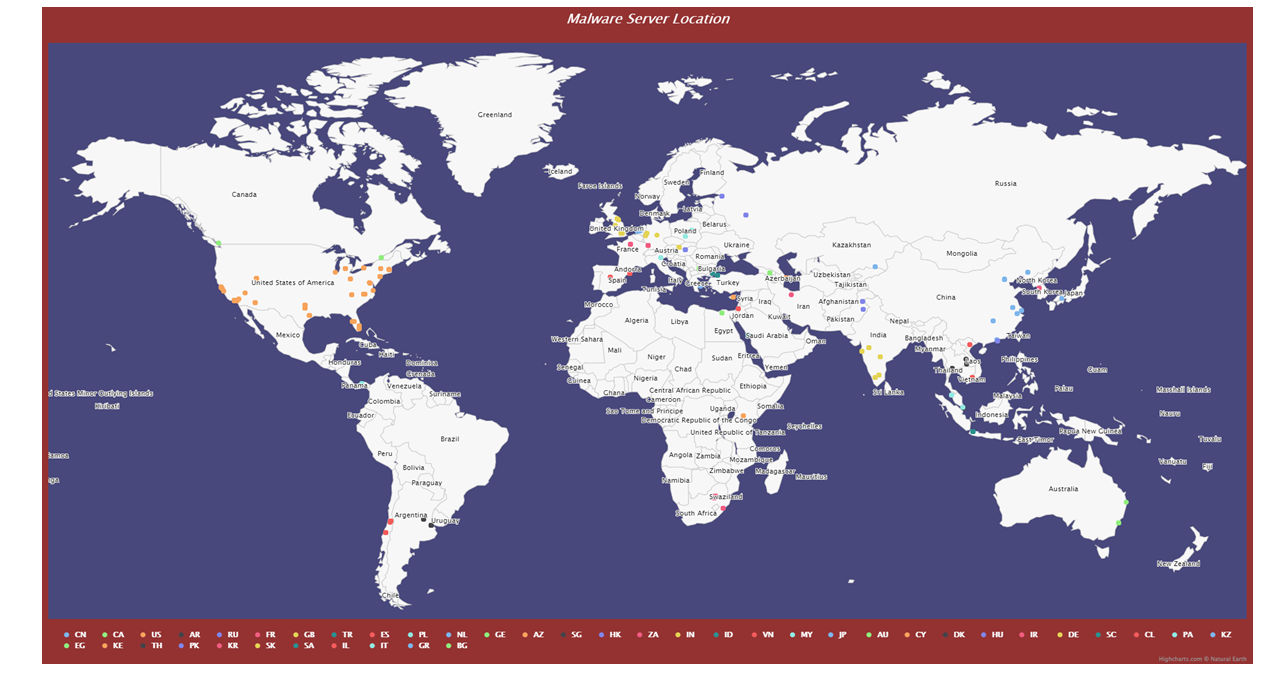 Malware Server Location
Greenland
Iceland
Faroe Islands
Finland
Sweden
Norway
Russia
Canada
Denmark
Latvia
United Kingdom
Poland
Belarus
Ukraine
France
Austria
Romania
Kazakhstan
Mongolia
Croatia
Andorra
Bulgaria
Spain
Italy
Greece
Turkey
Azerbaijan
Uzbekistan
Tajikistan
North Korea
United States of America
Tunisia
Syria
Iraq
Iran
Afghanistan
China
South Korea
Japan
Morocco
Algeria
Libya
Jordan
Kuwait
Pakistan
Nepal
Mexico
Egypt
Saudi Arabia
Oman
India
Bangladesh
Taiwan
Western Sahara
Cuba
Haiti
Mali
Niger
Sudan
Eritrea
Myanmar
Laos
Philippines
Honduras
Dominica
Senegal
Chad
Yemen
Thailand
Guam
Grenada
Guinea
Nigeria
Ethiopia
Vietnam
Panama
Venezuela
Central African Republic
Palau
Marshall Islands
d States Minor Outlying Islands
Suriname
Ghana
Cameroon
Sri Lanka
Malaysia
Kiribati
Colombia
Sao Tome and Principe
Uganda
Somalia
Indonesia
Nauru
Ecuador
Democratic Republic of the Congo
Seychelles
United Republic of Tanzania
Papua New Guinea
East Timor
Tuvalu
Brazil
Comoros
Samoa
Peru
Angola
Zambia
Mozambique
Vanuatu
Fiji
Bolivia
Zimbabwe
Madagascar
Mauritius
nga
Paraguay
Namibia
Australia
Swaziland
Argentina
Uruguay
South Africa
New Zealand
Chile
CN CA US AR RU FR GB TR ES PL NL GE AZ SG HK ZA IN ID VN MY JP AU CY DK HU IR DE SC CL PA KZ
EG KE TH PK KR SK SA IL IT GR BG
Highcharts.com © Natural Earth